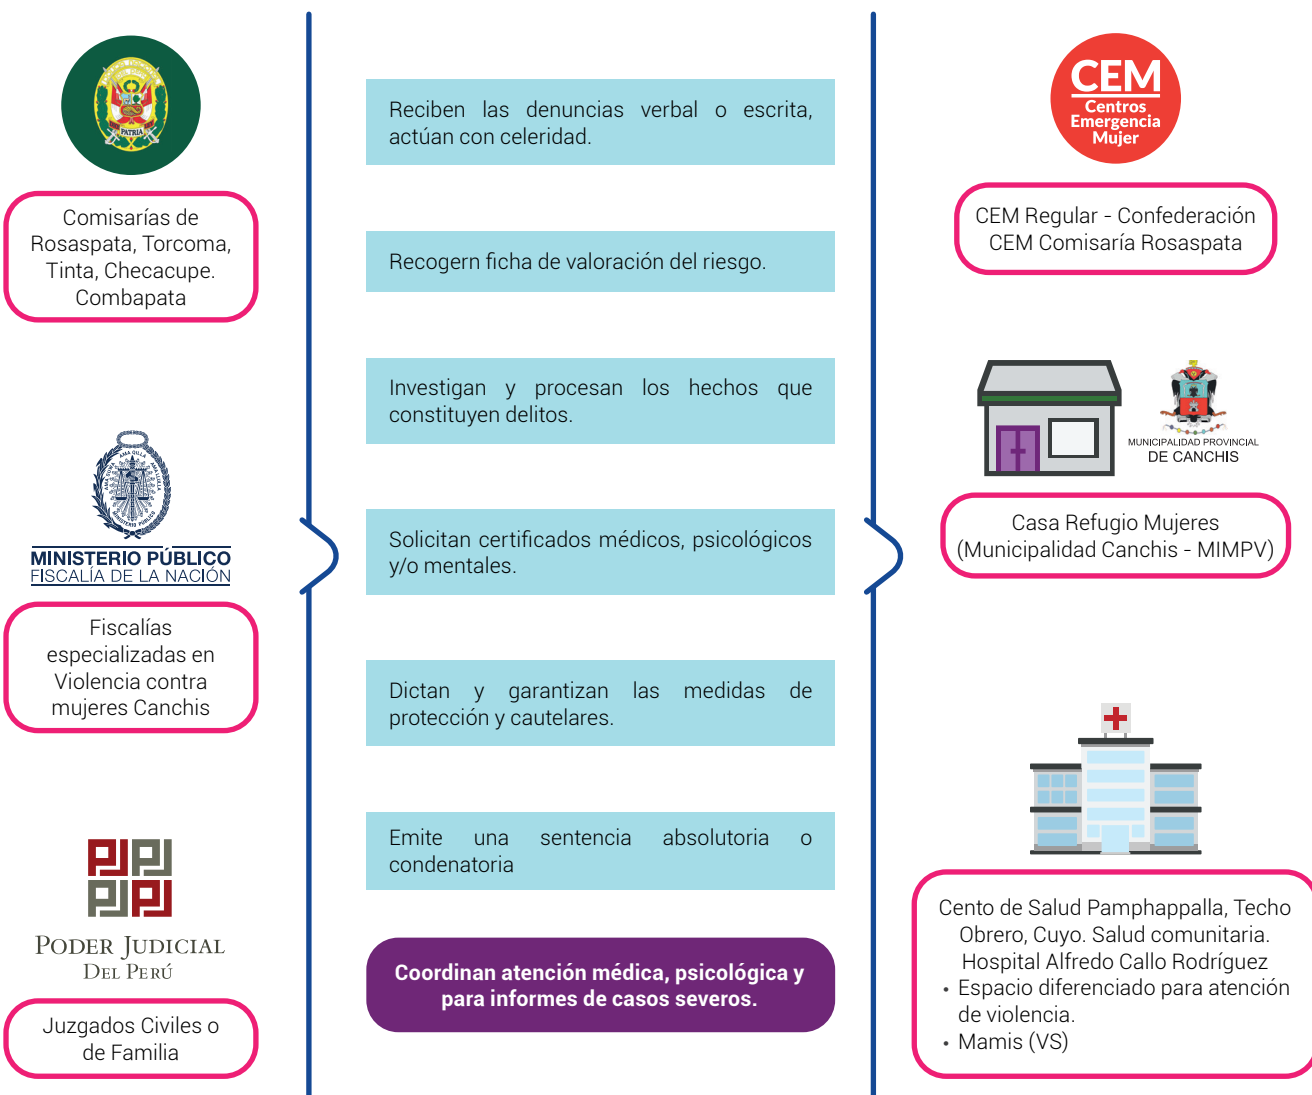 PATRIA
Comisarías de
Rosaspata, Torcoma,
Tinta, Checacupe.
Combapata
MINISTERIO PÚBLICO
FISCALÍA DE LA NACIÓN
Fiscalías
especializadas en
Violencia contra
mujeres Canchis
PODER JUDICIAL
DEL PERÚ
Juzgados Civiles o
de Familia
Reciben las denuncias verbal o escrita,
actúan con celeridad.
Recogern ficha de valoración del riesgo.
Investigan y procesan los hechos que
constituyen delitos.
Solicitan certificados médicos, psicológicos
y/o mentales.
Dictan y garantizan las medidas de
protección y cautelares.
Emite una sentencia absolutoria o
condenatoria
Coordinan atención médica, psicológica y
para informes de casos severos.
CEM
Centros
Emergencia
Mujer
CEM Regular - Confederación
CEM Comisaría Rosaspata
MUNICIPALIDAD PROVINCIAL
DE CANCHIS
Casa Refugio Mujeres
(Municipalidad Canchis - MIMPV)
Cento de Salud Pamphappalla, Techo
Obrero, Cuyo. Salud comunitaria.
Hospital Alfredo Callo Rodríguez
• Espacio diferenciado para atención
de violencia.
• Mamis (VS)